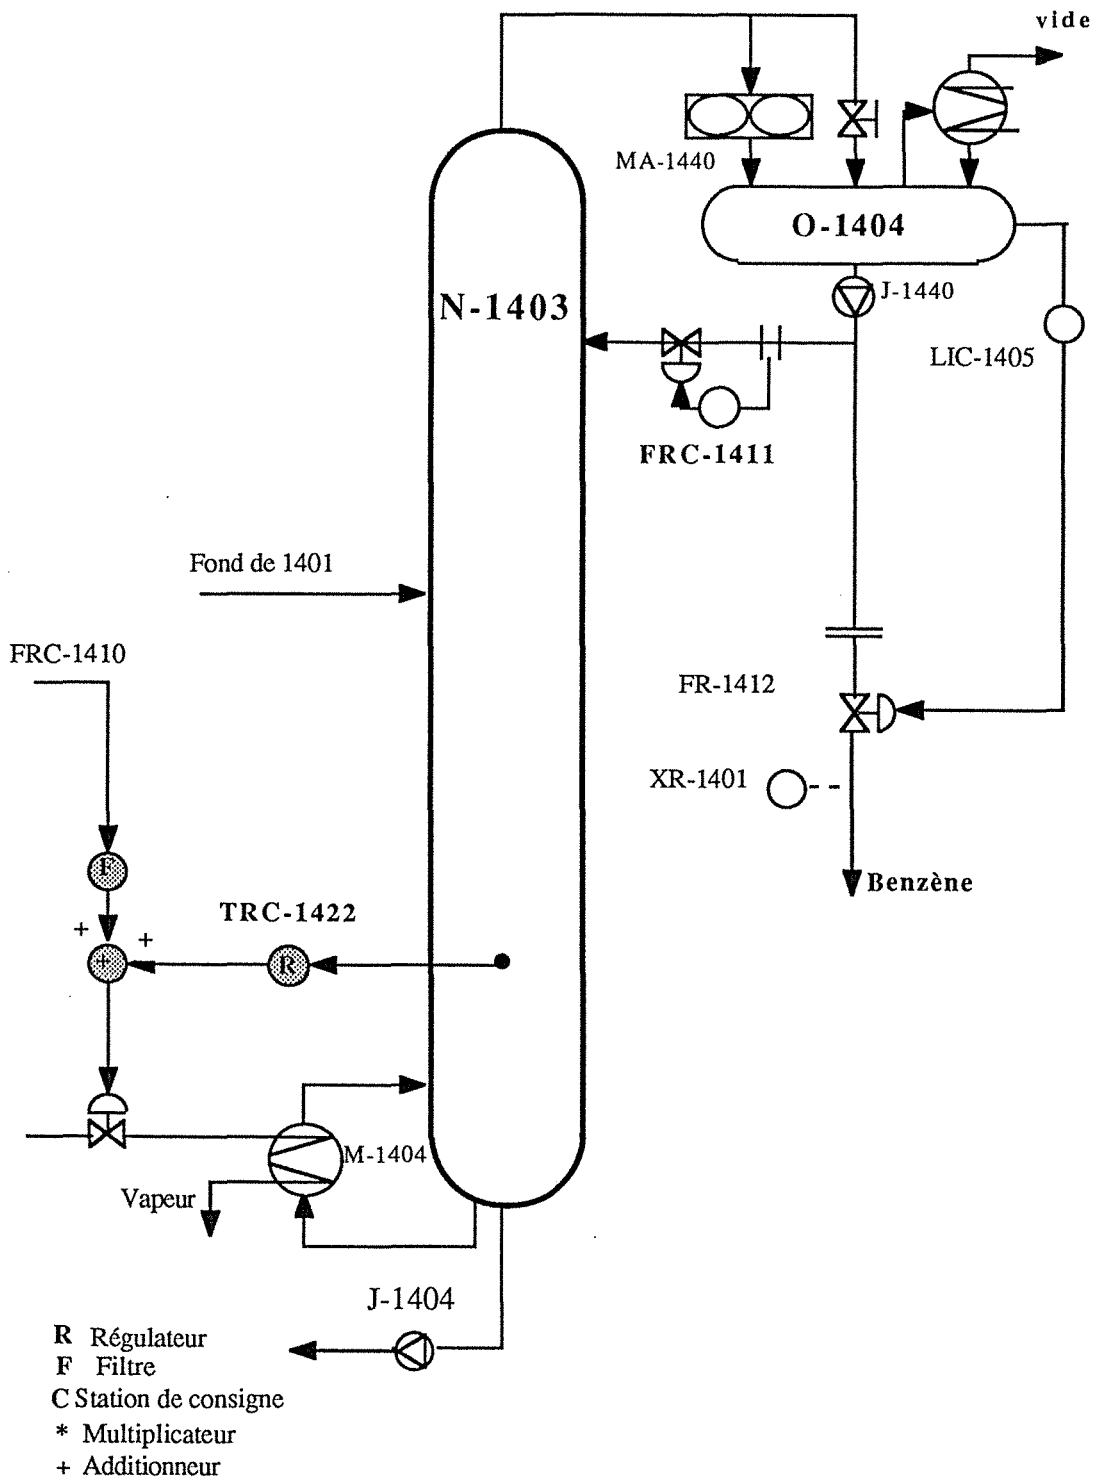 vide
MA-1440
O-1404
J-1440
N-1403
LIC-1405
FRC-1411
Fond de 1401
FRC-1410
FR-1412
XR-1401
F
Benzène
TRC-1422
+
+
+
R
M-1404
Vapeur
J-1404
R Régulateur
F Filtre
C Station de consigne
* Multiplicateur
+ Additionneur